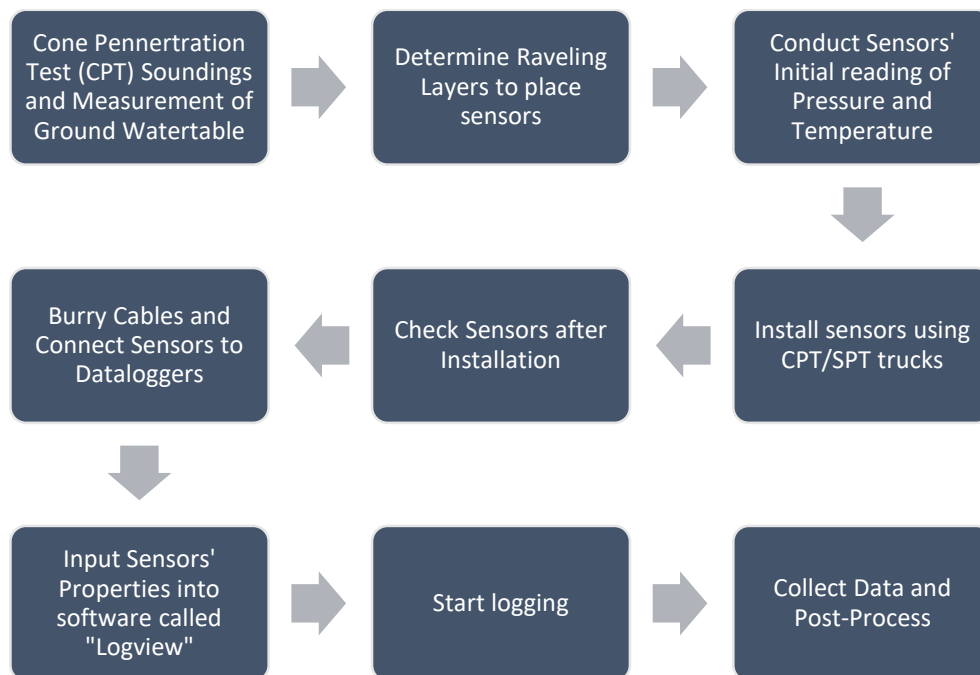 Cone Pennertration
Test (CPT) Soundings
and Measurement of
Ground Watertable
Determine Raveling
Layers to place
sensors
Conduct Sensors'
Initial reading of
Pressure and
Temperature
Install sensors using
CPT/SPT trucks
Check Sensors after
Installation
Burry Cables and
Connect Sensors to
Dataloggers
Input Sensors'
Properties into
software called
"Logview"
Start logging
Collect Data and
Post-Process